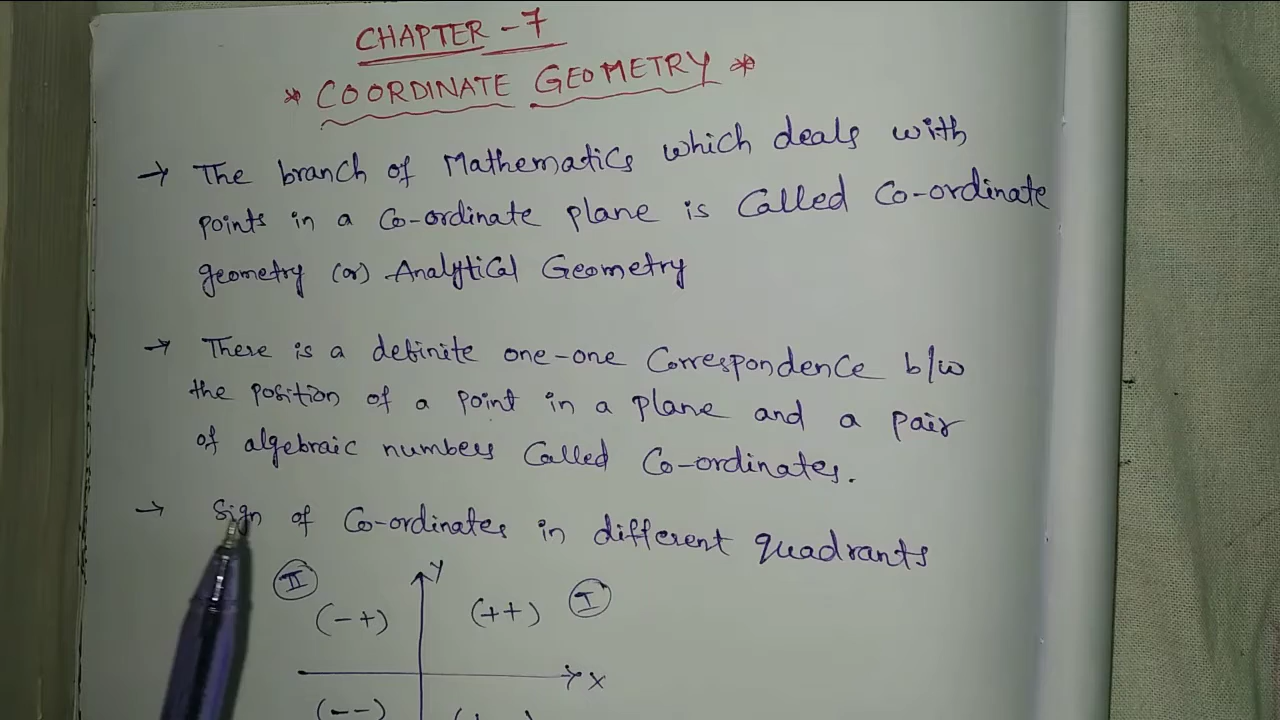 CHAPTER - 7
* COORDINATE GEOMETRY *
→ The branch of Mathematics which deals with
points in a Co-ordinate plane is Called Co-ordinate
geometry (or) Analytical Geometry
→ There is a definite one-one Correspondence b/w
the position of a point in a plane and a pair
of algebraic numbers Called Co-ordinates.
→ Sign of Co-ordinates in different quadrants
II y
(-+) (++) I
x
(--)